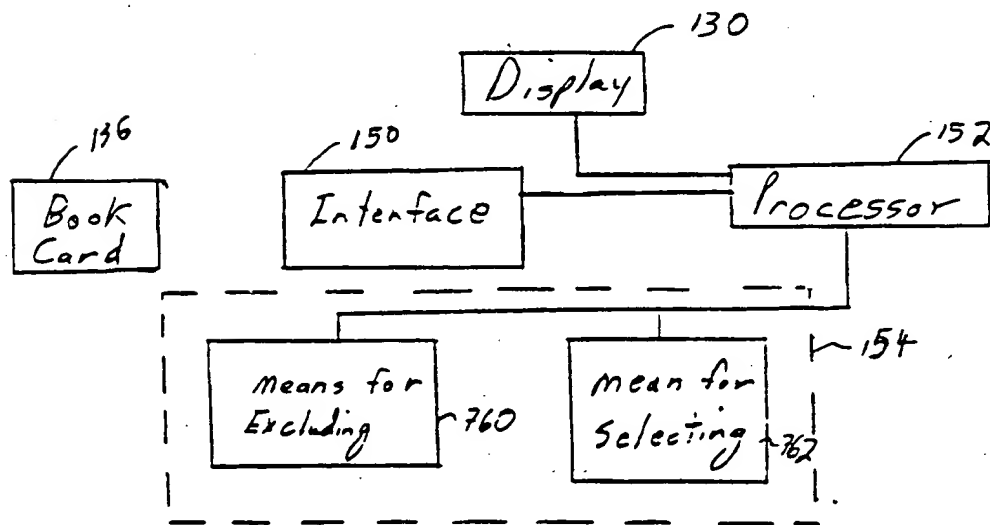 130
Display
136
150
152
Book
Card
Interface
Processor
154
means for
Excluding
760
mean for
Selecting
762